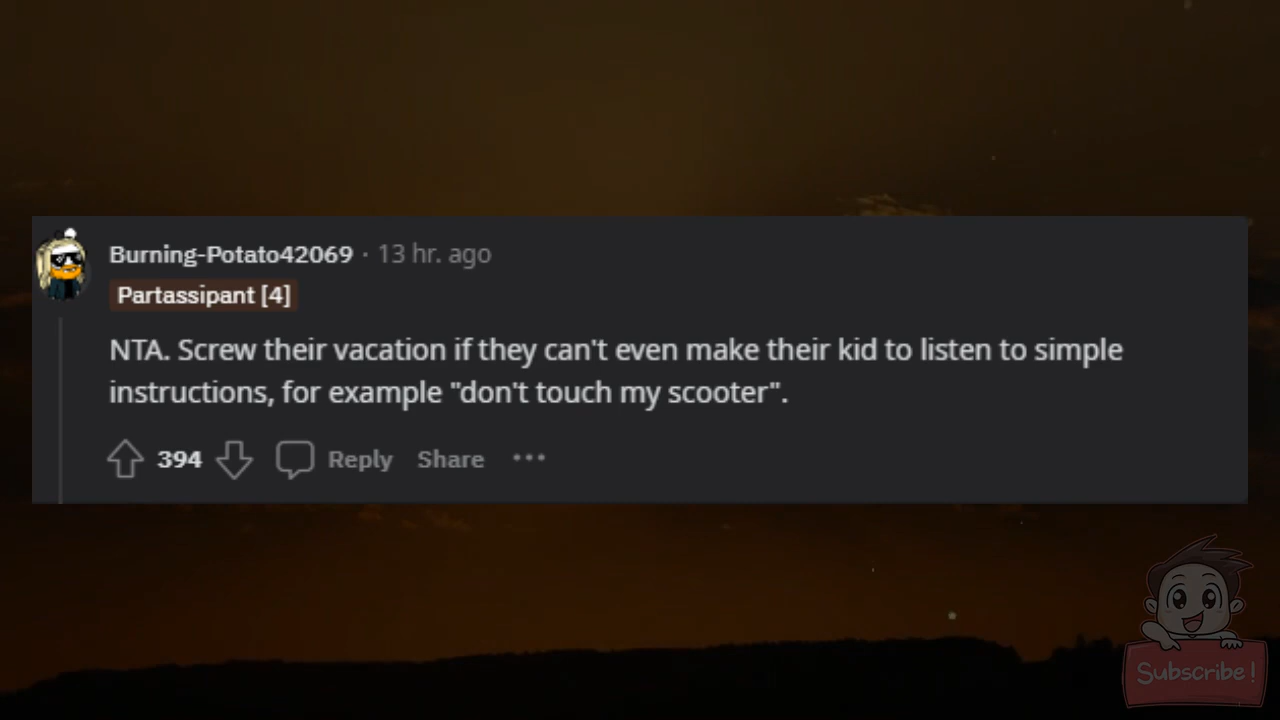 Burning-Potato42069 · 13 hr. ago
Partassipant [4]
NTA. Screw their vacation if they can't even make their kid to listen to simple
instructions, for example "don't touch my scooter".
394 Reply Share ···
Subscribe!